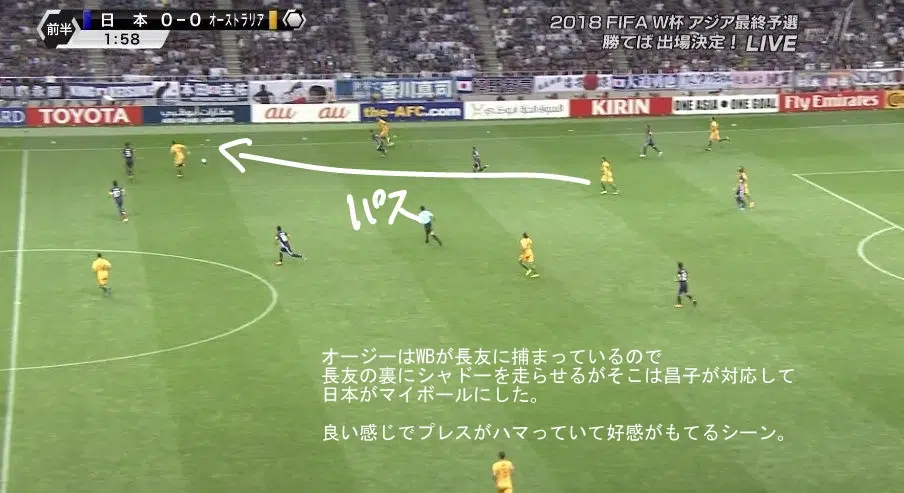 前半
日 本 0-0 オーストラリア
1:58
2018 FIFA W杯 アジア最終予選
勝てば 出場決定！ LIVE
香川真司
TOYOTA
au
au
the-AFC.com
KIRIN
ONE ASIA ONE GOAL
Fly Emirates
パス
オージーはWBが長友に捕まっているので
長友の裏にシャドーを走らせるがそこは昌子が対応して
日本がマイボールにした。
良い感じでプレスがハマっていて好感がもてるシーン。